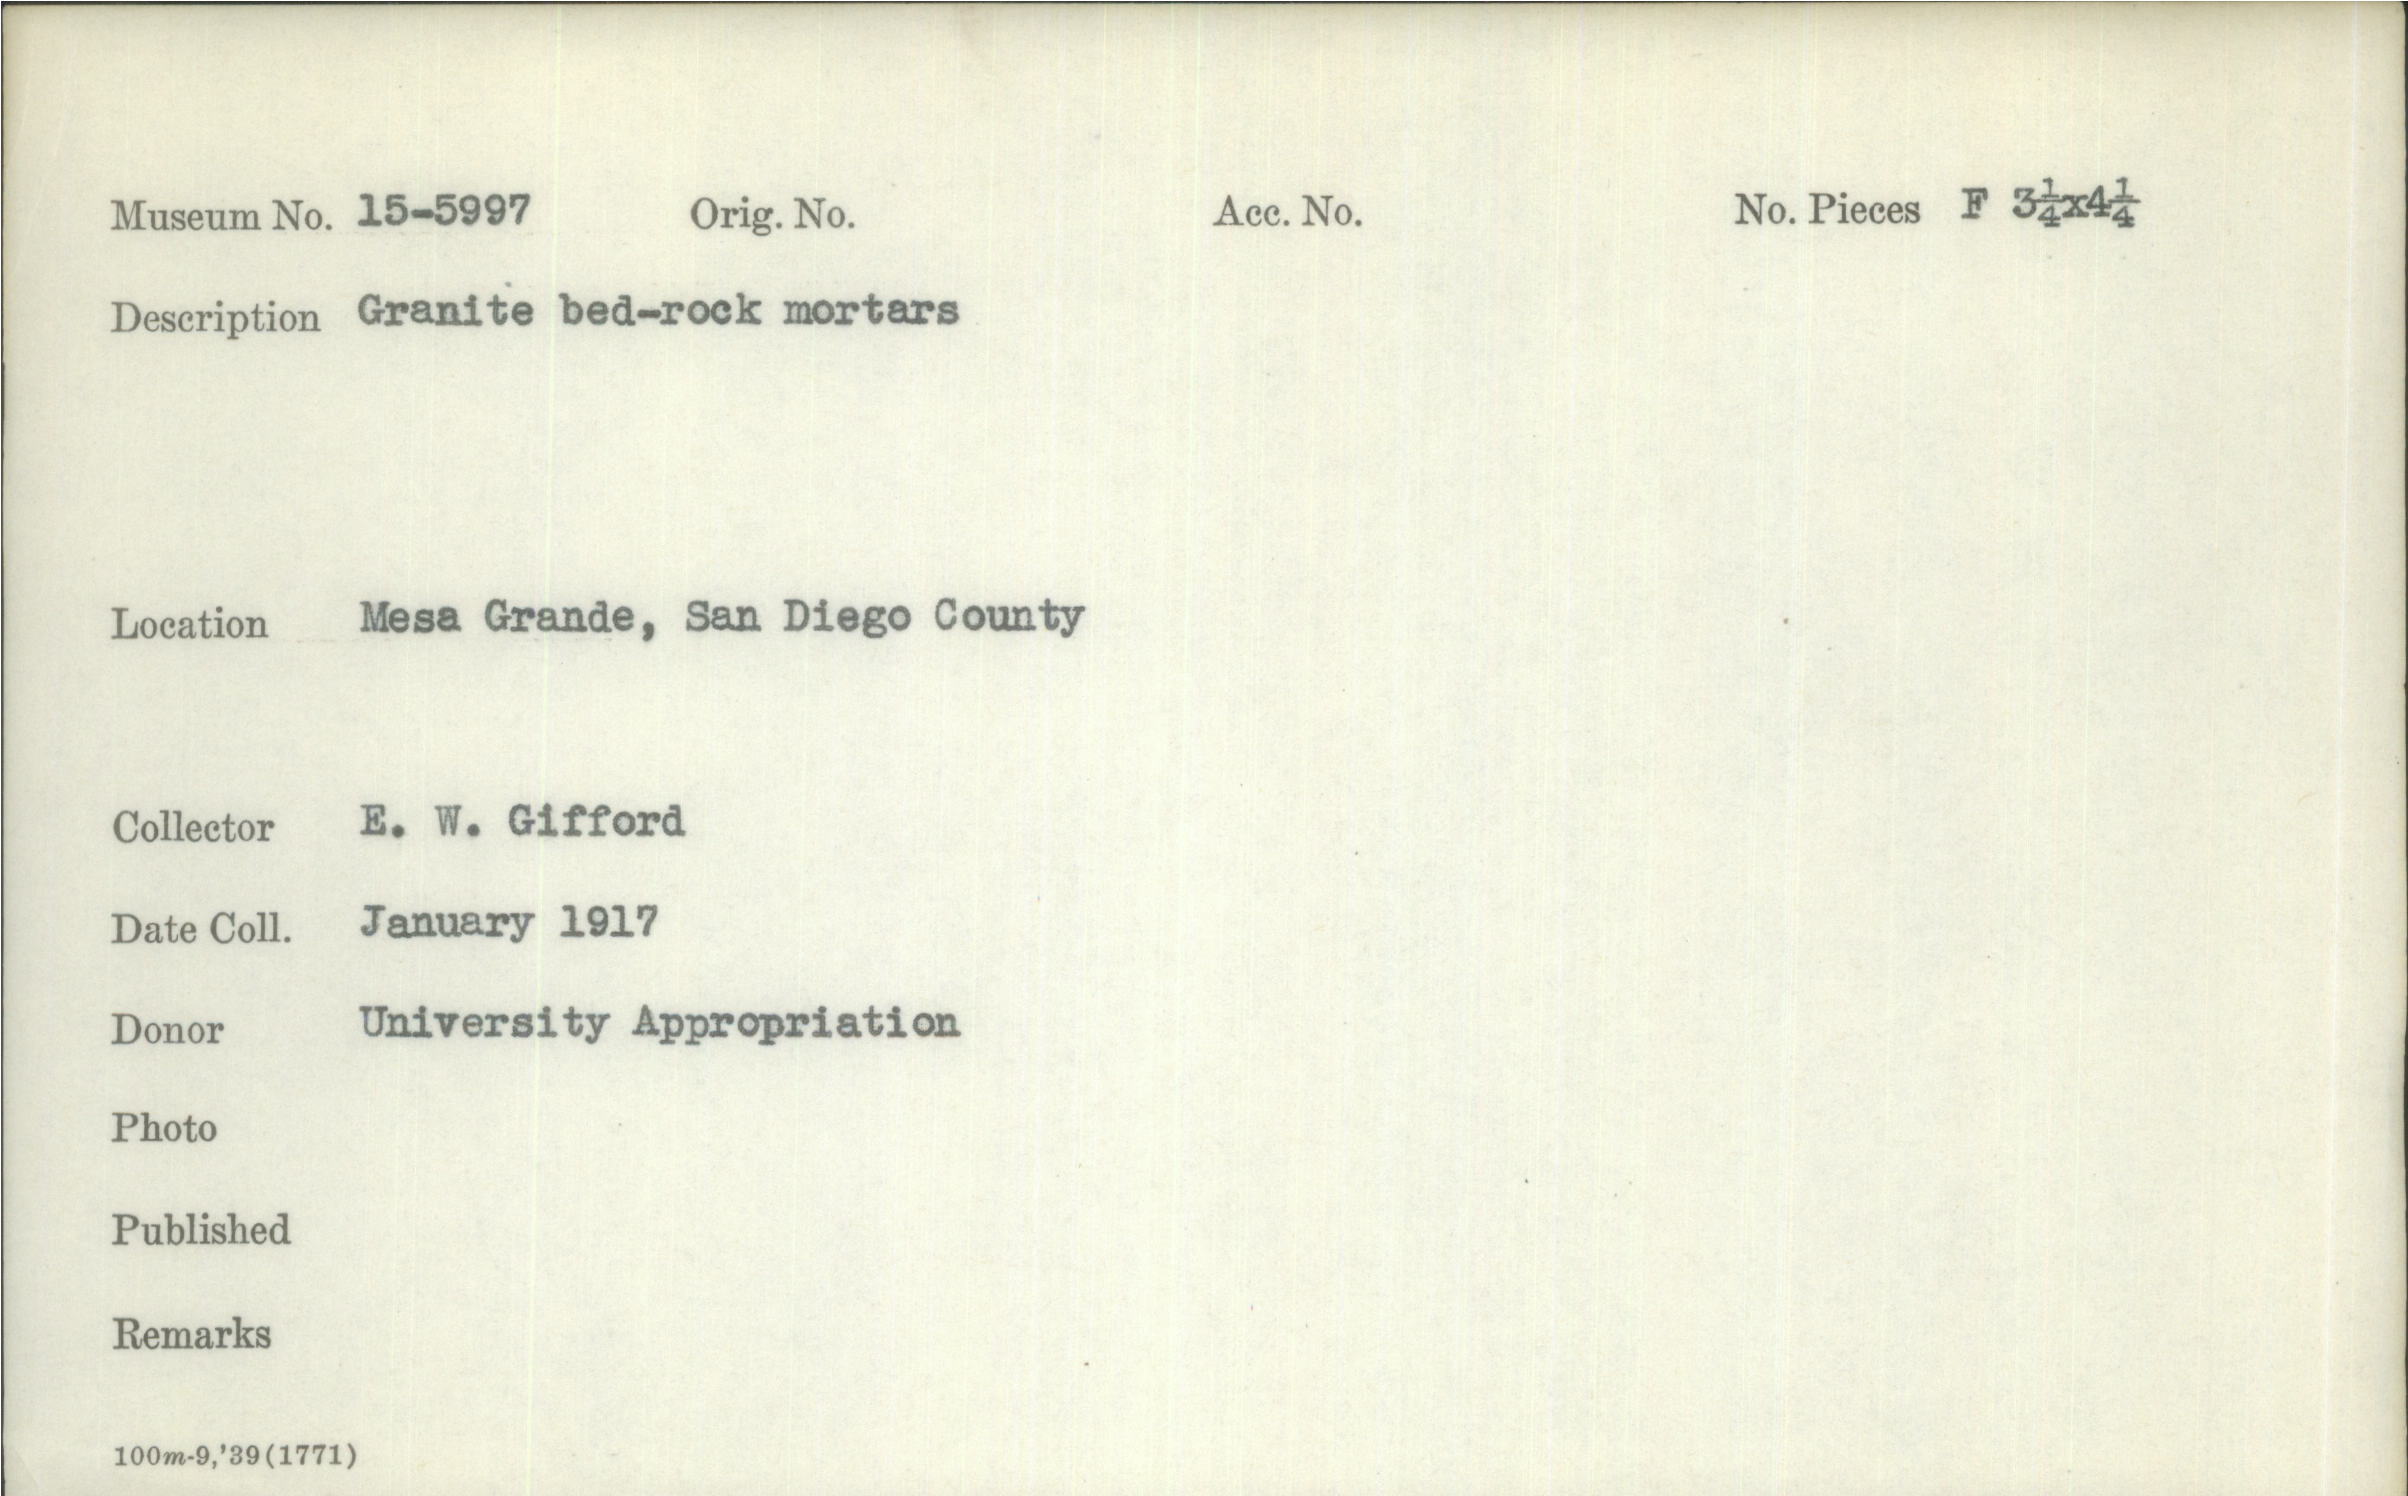 Museum No. 15-5997 Orig. No. Acc. No. No. Pieces F 3¼x4¼
Description Granite bed-rock mortars
Location Mesa Grande, San Diego County
Collector E. W. Gifford
Date Coll. January 1917
Donor University Appropriation
Photo
Published
Remarks
100m-9,'39(1771)